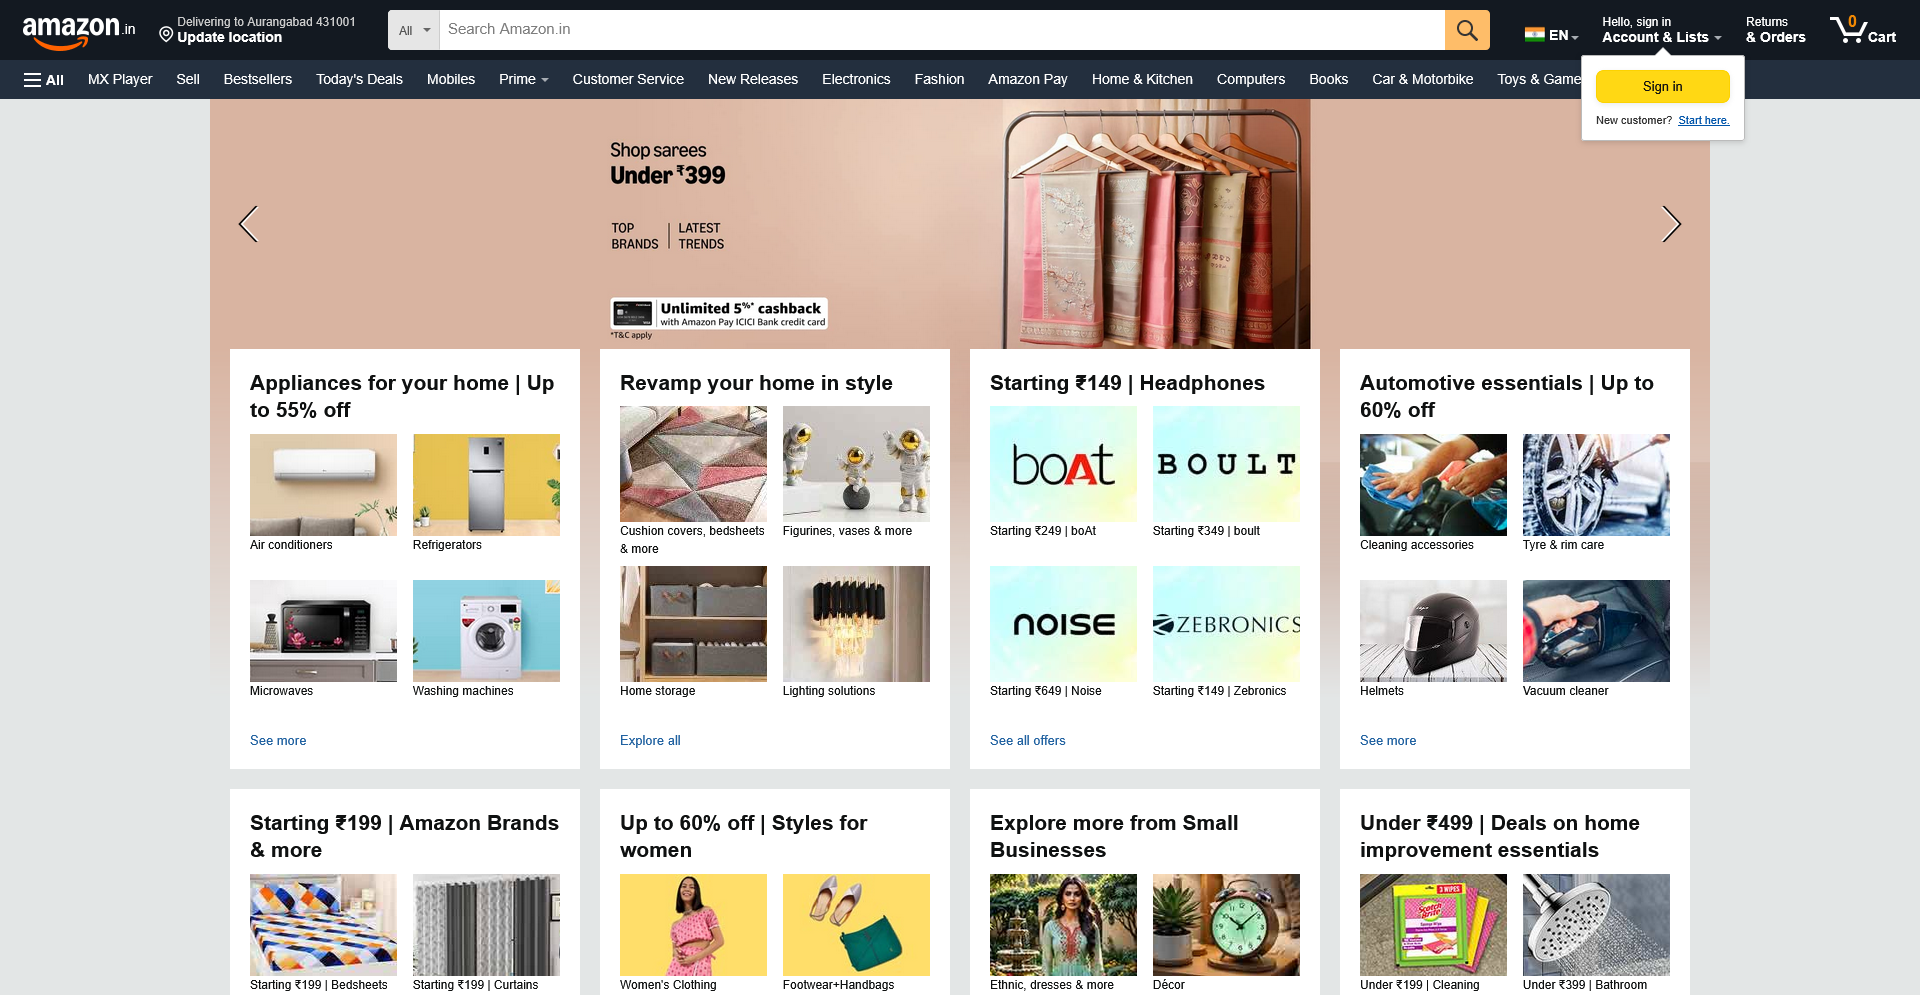 amazon.in
Delivering to Aurangabad 431001
Update location
All
Search Amazon.in
EN
Hello, sign in
Account & Lists
Returns
& Orders
0
Cart
All
MX Player
Sell
Bestsellers
Today's Deals
Mobiles
Prime
Customer Service
New Releases
Electronics
Fashion
Amazon Pay
Home & Kitchen
Computers
Books
Car & Motorbike
Toys & Game
Sign in
New customer? Start here.
Shop sarees
Under ₹399
TOP BRANDS | LATEST TRENDS
Unlimited 5%* cashback
with Amazon Pay ICICI Bank credit card
*T&C apply
Appliances for your home | Up
to 55% off
Air conditioners
Refrigerators
Microwaves
Washing machines
See more
Revamp your home in style
Cushion covers, bedsheets
& more
Figurines, vases & more
Home storage
Lighting solutions
Explore all
Starting ₹149 | Headphones
boAt
BOULT
Starting ₹249 | boAt
Starting ₹349 | boult
noise
ZEBRONICS
Starting ₹649 | Noise
Starting ₹149 | Zebronics
See all offers
Automotive essentials | Up to
60% off
Cleaning accessories
Tyre & rim care
Helmets
Vacuum cleaner
See more
Starting ₹199 | Amazon Brands
& more
Starting ₹199 | Bedsheets
Starting ₹199 | Curtains
Up to 60% off | Styles for
women
Women's Clothing
Footwear+Handbags
Explore more from Small
Businesses
Ethnic, dresses & more
Décor
Under ₹499 | Deals on home
improvement essentials
3 WIPES
Scotch
Brite
Under ₹199 | Cleaning
Under ₹399 | Bathroom